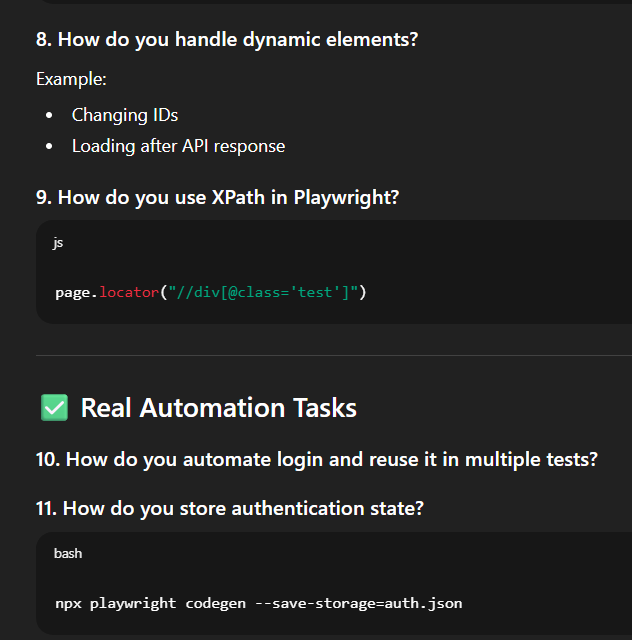 8. How do you handle dynamic elements?
Example:
• Changing IDs
• Loading after API response
9. How do you use XPath in Playwright?
js
page.locator("//div[@class='test']")
✅ Real Automation Tasks
10. How do you automate login and reuse it in multiple tests?
11. How do you store authentication state?
bash
npx playwright codegen --save-storage=auth.json